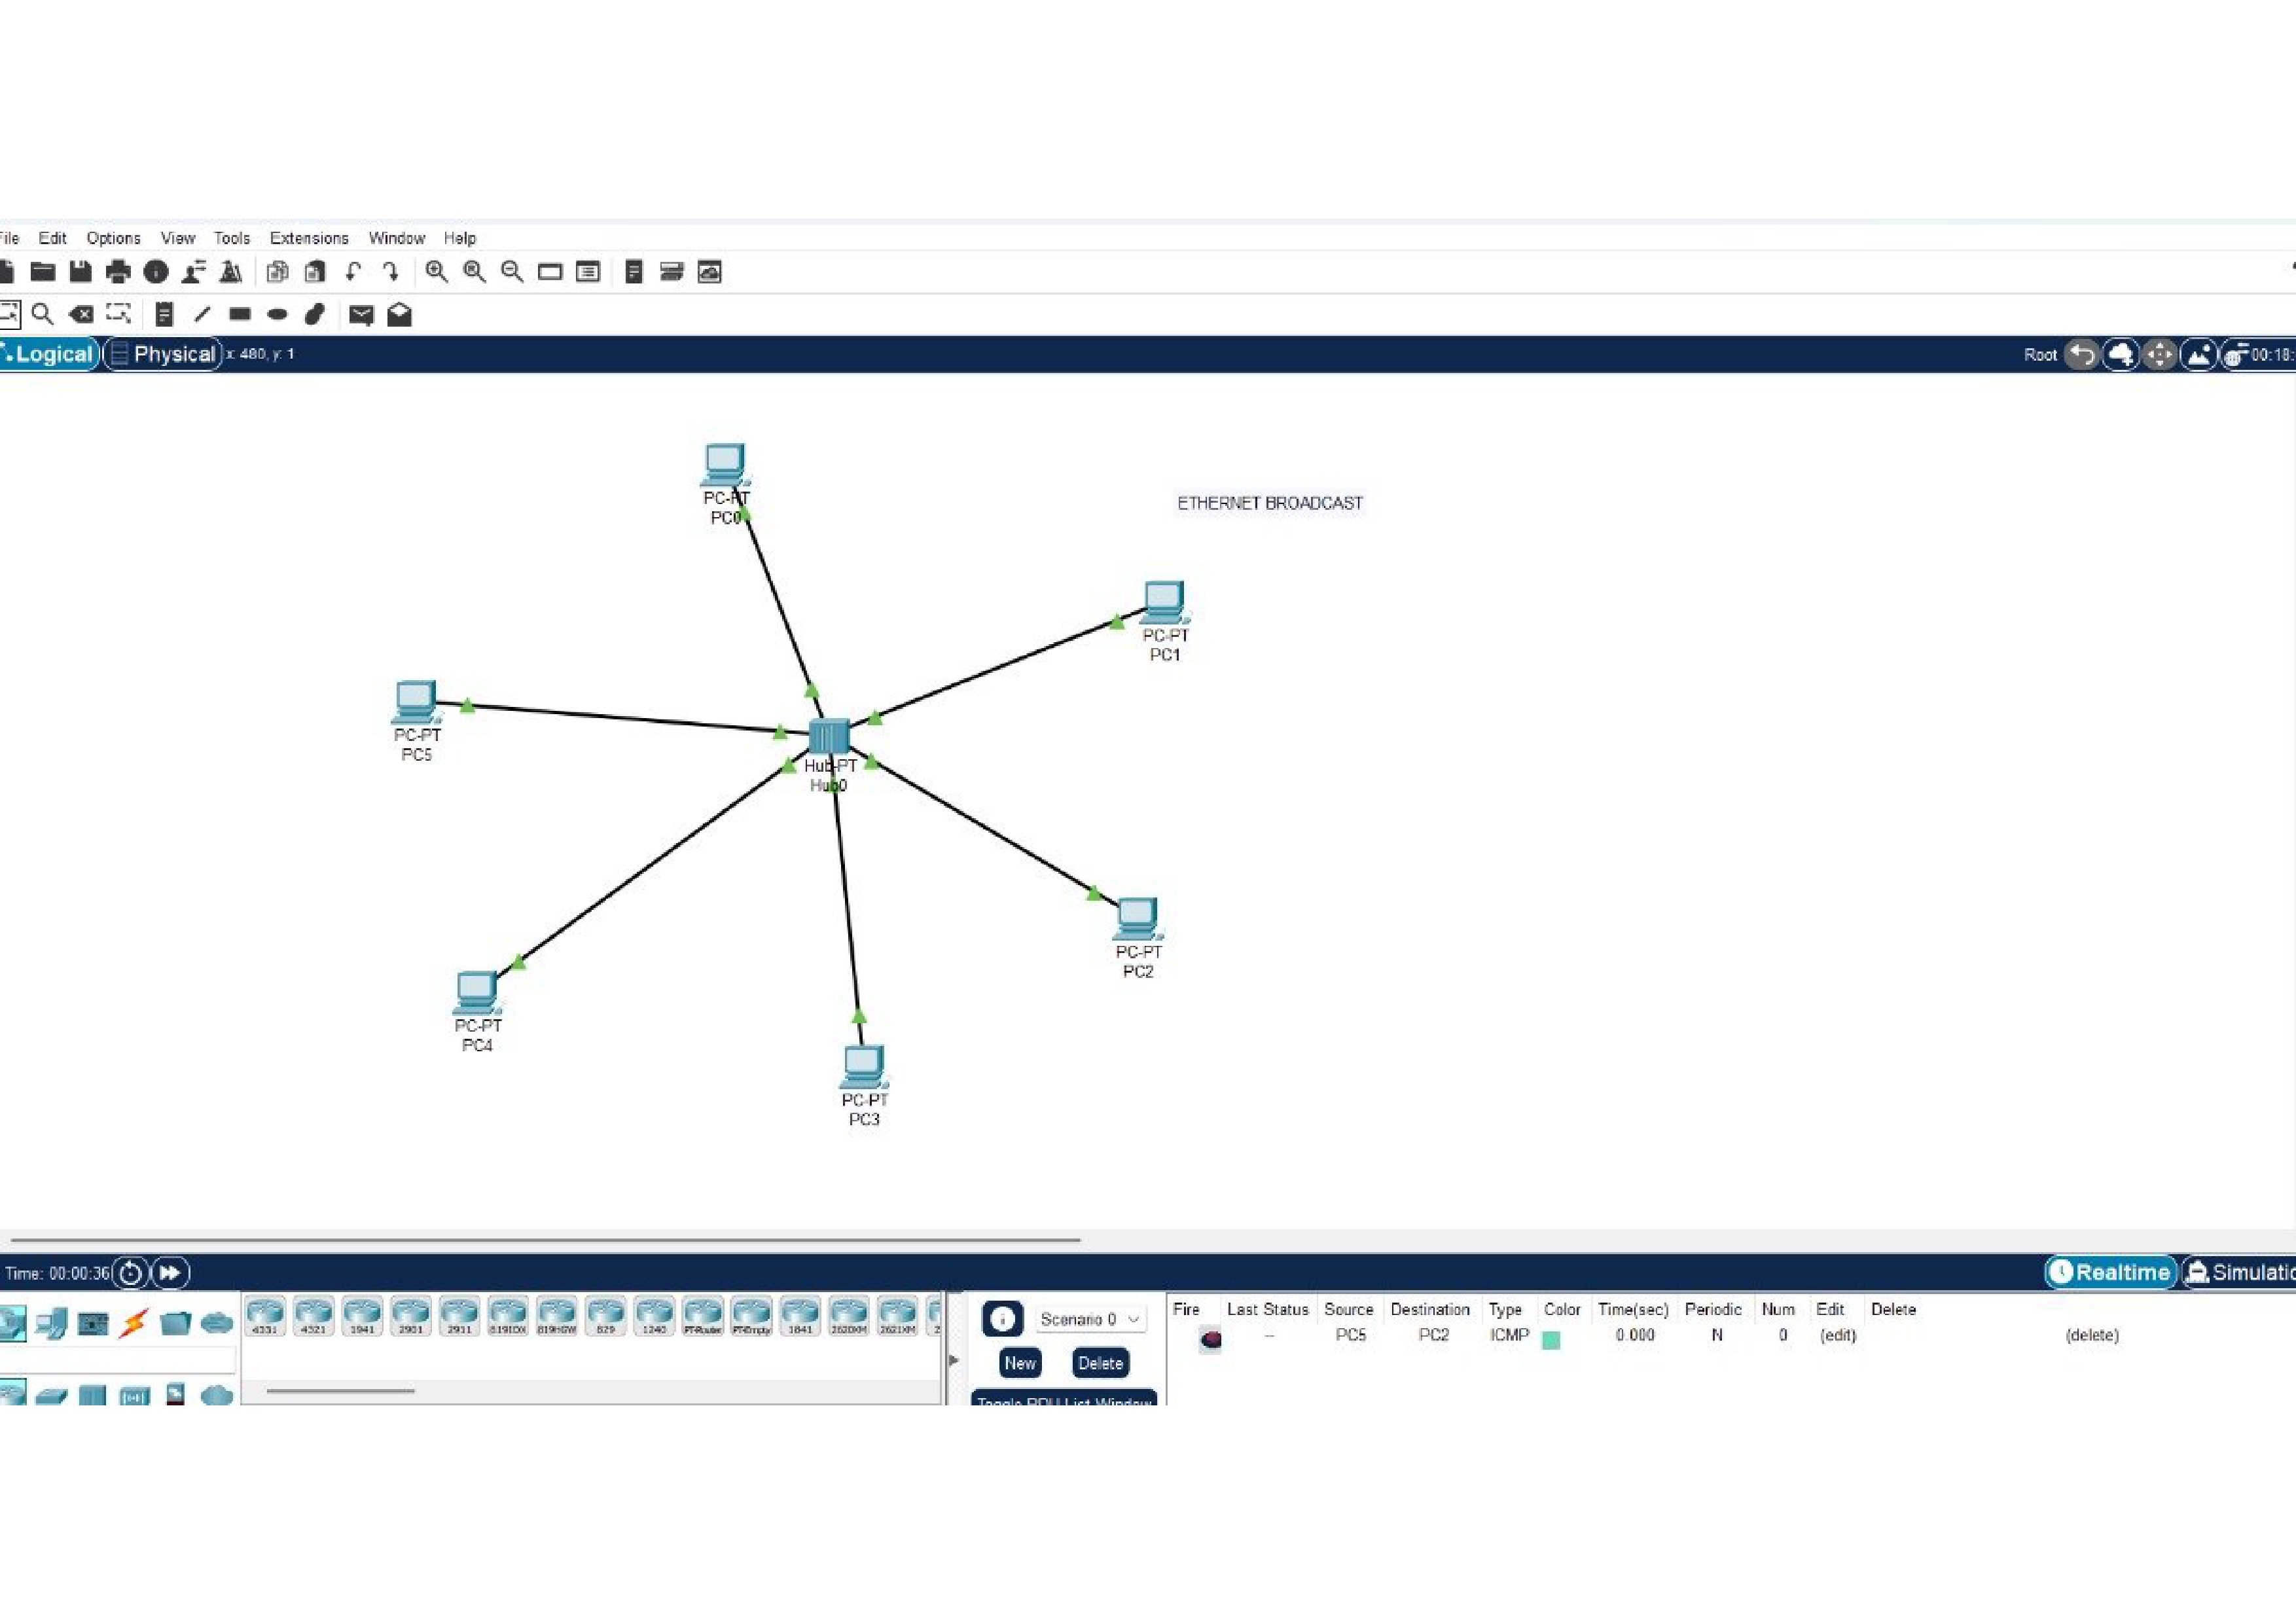 File Edit Options View Tools Extensions Window Help
Logical Physical x: 480, y: 1 Root 00:18:
PC-PT
PC0
ETHERNET BROADCAST
PC-PT
PC1
PC-PT
PC5
Hub-PT
Hub0
PC-PT
PC2
PC-PT
PC4
PC-PT
PC3
Time: 00:00:36 Realtime Simulatio
4331 4321 1941 2901 2911 819IOX 819HGW 829 1240 PT-Router PT-Empty 1841 2620XM 2621XM 2
Scenario 0
New Delete
Toggle PDU List Window
Fire Last Status Source Destination Type Color Time(sec) Periodic Num Edit Delete
-- PC5 PC2 ICMP 0.000 N 0 (edit) (delete)